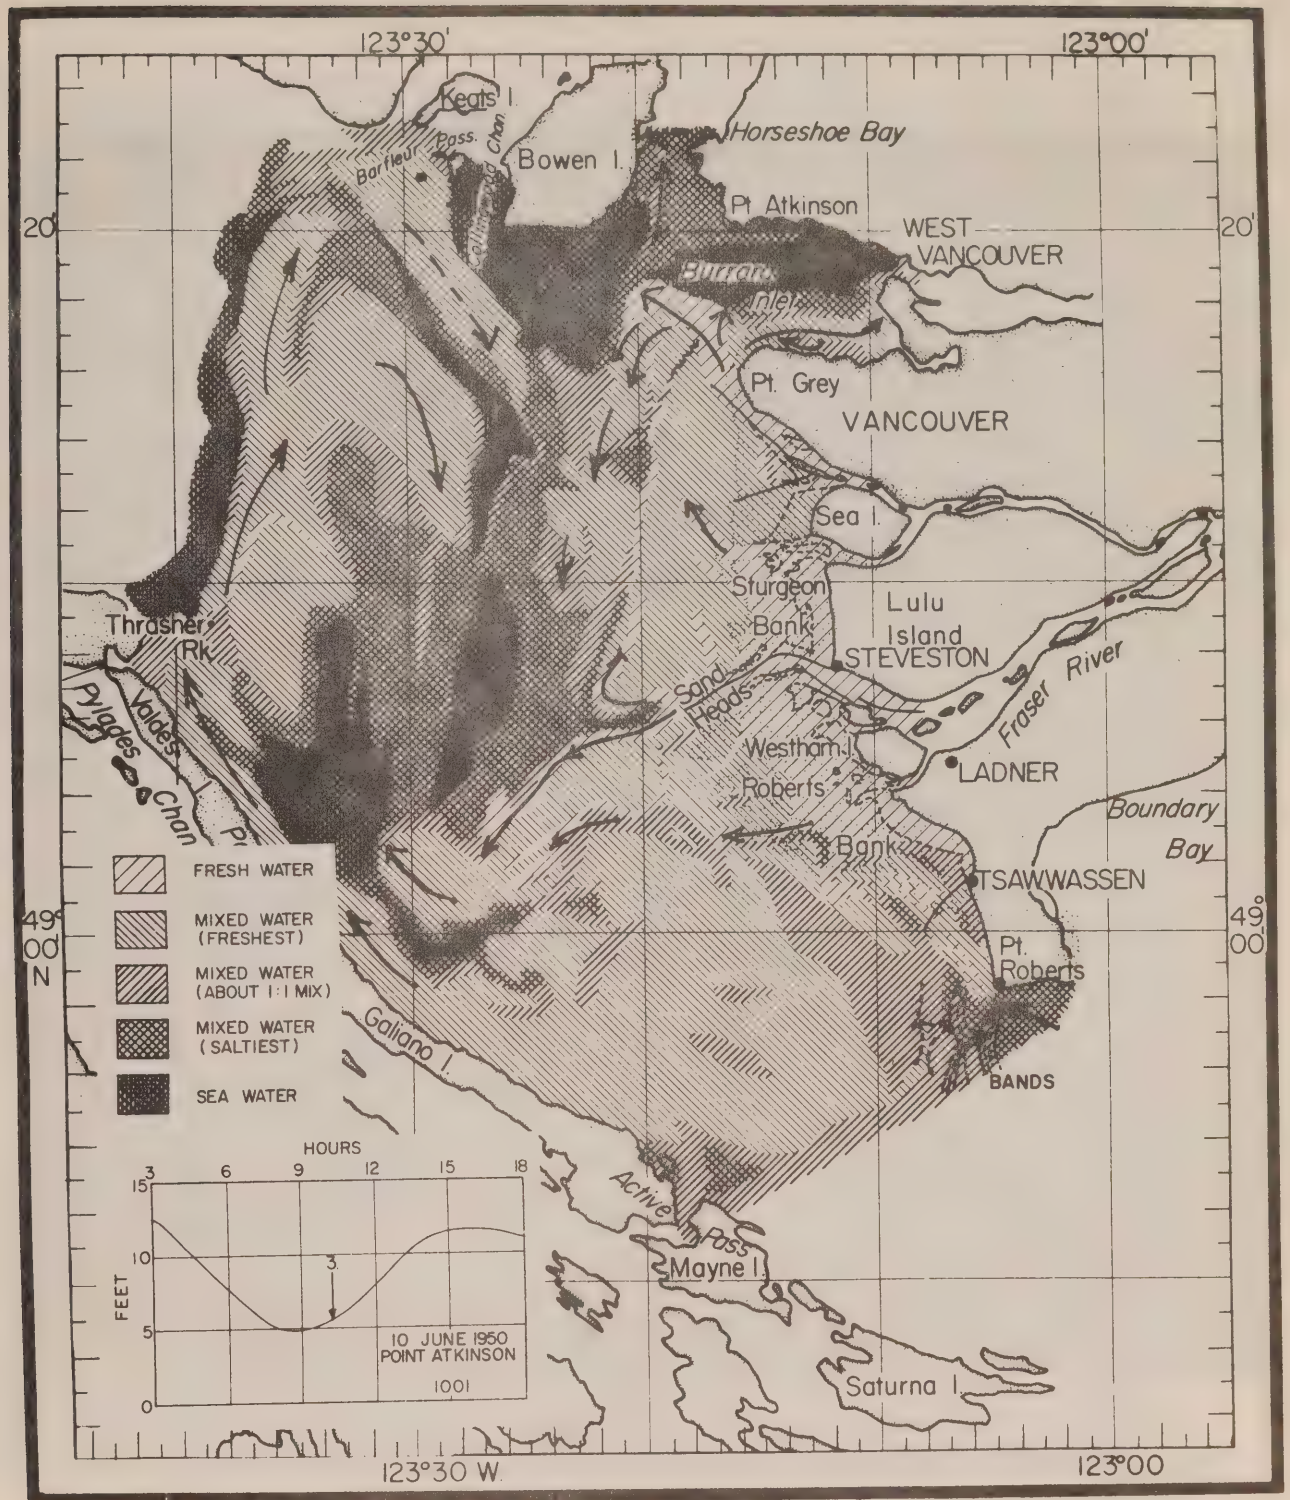 123°30'
123°00'
Keats I.
Pass.
Barfleur
Chan.
Bowen I.
Horseshoe Bay
Pt Atkinson
20'
20'
WEST
VANCOUVER
Burrard
Inlet
Pt. Grey
VANCOUVER
Sea I.
Sturgeon
Bank
Lulu
Island
STEVESTON
Thrasher
Rk.
Sand
Heads
Fraser River
Pylades
Chan
Valdes
Westham I.
Roberts
Bank
LADNER
Boundary
Bay
TSAWWASSEN
49°
00'
N
49°
00'
Pt.
Roberts
BANDS
FRESH WATER
MIXED WATER
(FRESHEST)
MIXED WATER
(ABOUT 1:1 MIX)
MIXED WATER
(SALTIEST)
SEA WATER
Galiano I.
Active
Pass
Mayne I.
Saturna I.
HOURS
3 6 9 12 15 18
15
10
5
0
FEET
3.
10 JUNE 1950
POINT ATKINSON
1001
123°30 W.
123°00